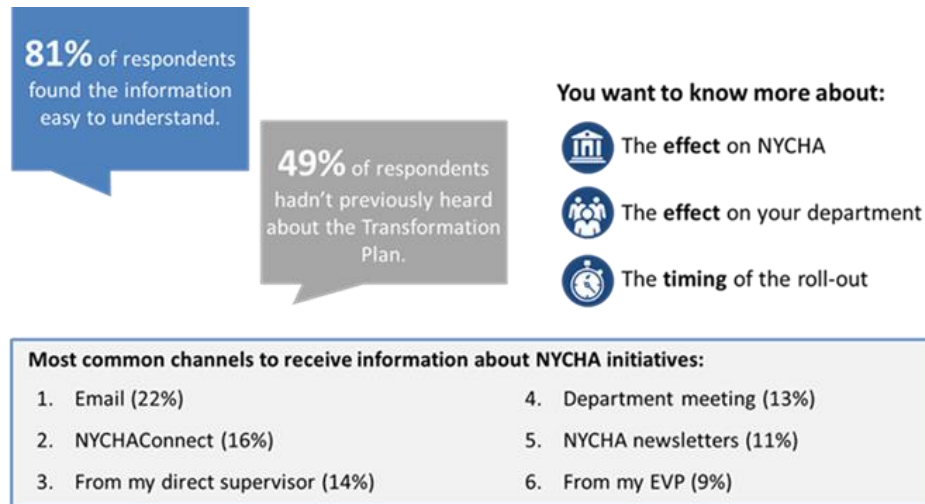 81% of respondents
found the information
easy to understand.
49% of respondents
hadn't previously heard
about the Transformation
Plan.
You want to know more about:
The effect on NYCHA
The effect on your department
The timing of the roll-out
Most common channels to receive information about NYCHA initiatives:
1. Email (22%)
2. NYCHAConnect (16%)
3. From my direct supervisor (14%)
4. Department meeting (13%)
5. NYCHA newsletters (11%)
6. From my EVP (9%)